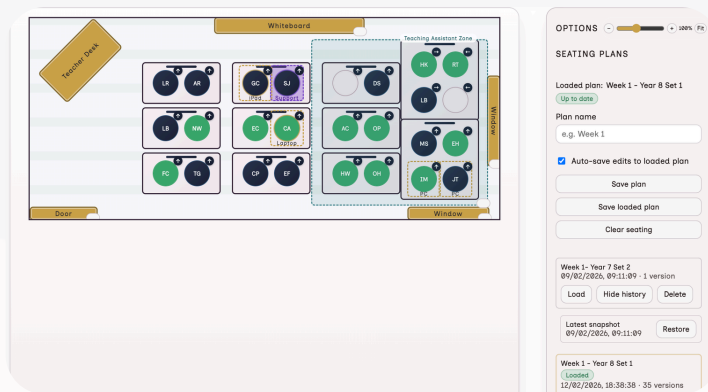 Whiteboard
Teacher Desk
Teaching Assistant Zone
HK
RT
LR
AR
GC
SJ
iPad
Support
DS
LB
Window
LB
NW
EC
CA
Laptop
AC
OP
MS
EH
FC
TG
CP
EF
HW
OH
IM
JT
Door
Window
OPTIONS
100%
Fit
SEATING PLANS
Loaded plan: Week 1 - Year 8 Set 1
Up to date
Plan name
e.g. Week 1
Auto-save edits to loaded plan
Save plan
Save loaded plan
Clear seating
Week 1- Year 7 Set 2
09/02/2026, 09:11:09 · 1 version
Load
Hide history
Delete
Latest snapshot
09/02/2026, 09:11:09
Restore
Week 1 - Year 8 Set 1
Loaded
12/02/2026, 18:38:38 · 35 versions